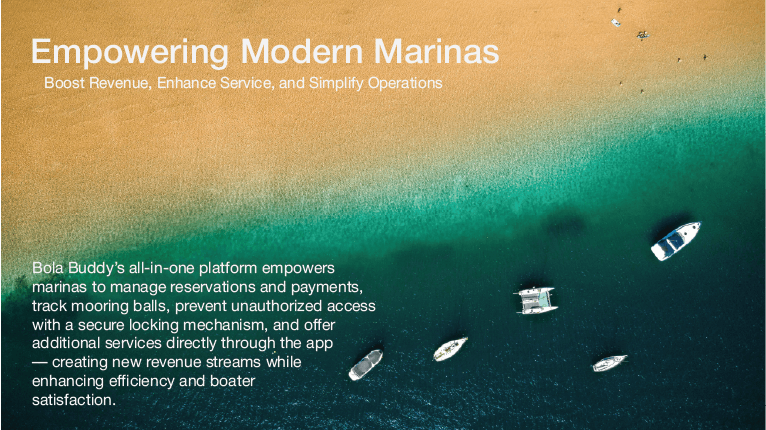 Empowering Modern Marinas
Boost Revenue, Enhance Service, and Simplify Operations
Bola Buddy’s all-in-one platform empowers
marinas to manage reservations and payments,
track mooring balls, prevent unauthorized access
with a secure locking mechanism, and offer
additional services directly through the app
— creating new revenue streams while
enhancing efficiency and boater
satisfaction.